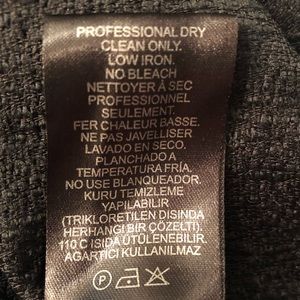 PROFESSIONAL DRY
CLEAN ONLY.
LOW IRON.
NO BLEACH
NETTOYER À SEC
PROFESSIONNEL
SEULEMENT.
FER CHALEUR BASSE.
NE PAS JAVELLISER
LAVADO EN SECO.
PLANCHADO A
TEMPERATURA FRÍA.
NO USE BLANQUEADOR.
KURU TEMIZLEME
YAPILABILIR
(TRIKLORETILEN DISINDA
HERHANGI BIR ÇÖZELTI).
110 C ISIDA ÜTÜLENEBILIR.
AGARTICI KULLANILMAZ
P